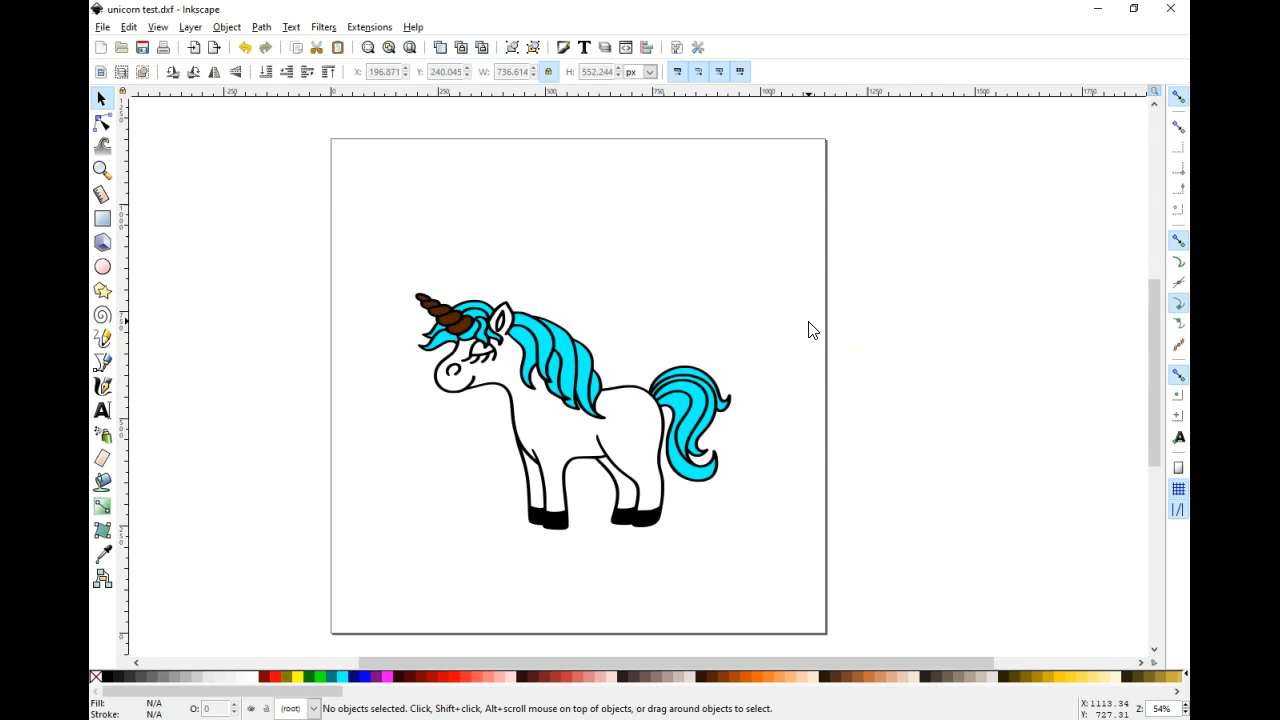 unicorn test.dxf - Inkscape
File Edit View Layer Object Path Text Filters Extensions Help
X: 196.871 Y: 240.045 W: 736.614 H: 552.244 px
-250 0 250 500 750 1000 1250 1500 1750
Fill: N/A O: 0 (root) No objects selected. Click, Shift+click, Alt+scroll mouse on top of objects, or drag around objects to select. X:1113.34 Z: 54%
Stroke: N/A Y: 727.31